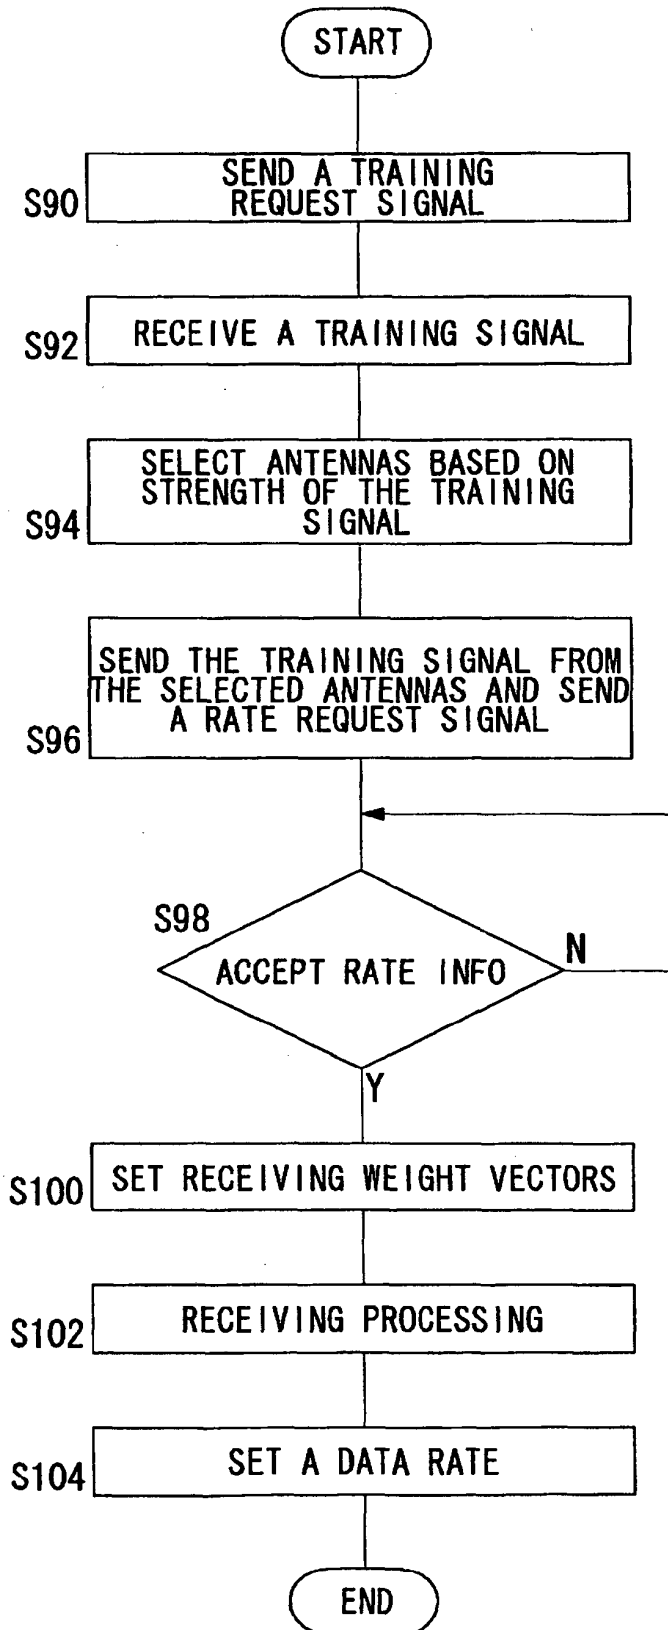 START
SEND A TRAINING
REQUEST SIGNAL
S90
RECEIVE A TRAINING SIGNAL
S92
SELECT ANTENNAS BASED ON
STRENGTH OF THE TRAINING
SIGNAL
S94
SEND THE TRAINING SIGNAL FROM
THE SELECTED ANTENNAS AND SEND
A RATE REQUEST SIGNAL
S96
S98
ACCEPT RATE INFO
N
Y
SET RECEIVING WEIGHT VECTORS
S100
RECEIVING PROCESSING
S102
SET A DATA RATE
S104
END